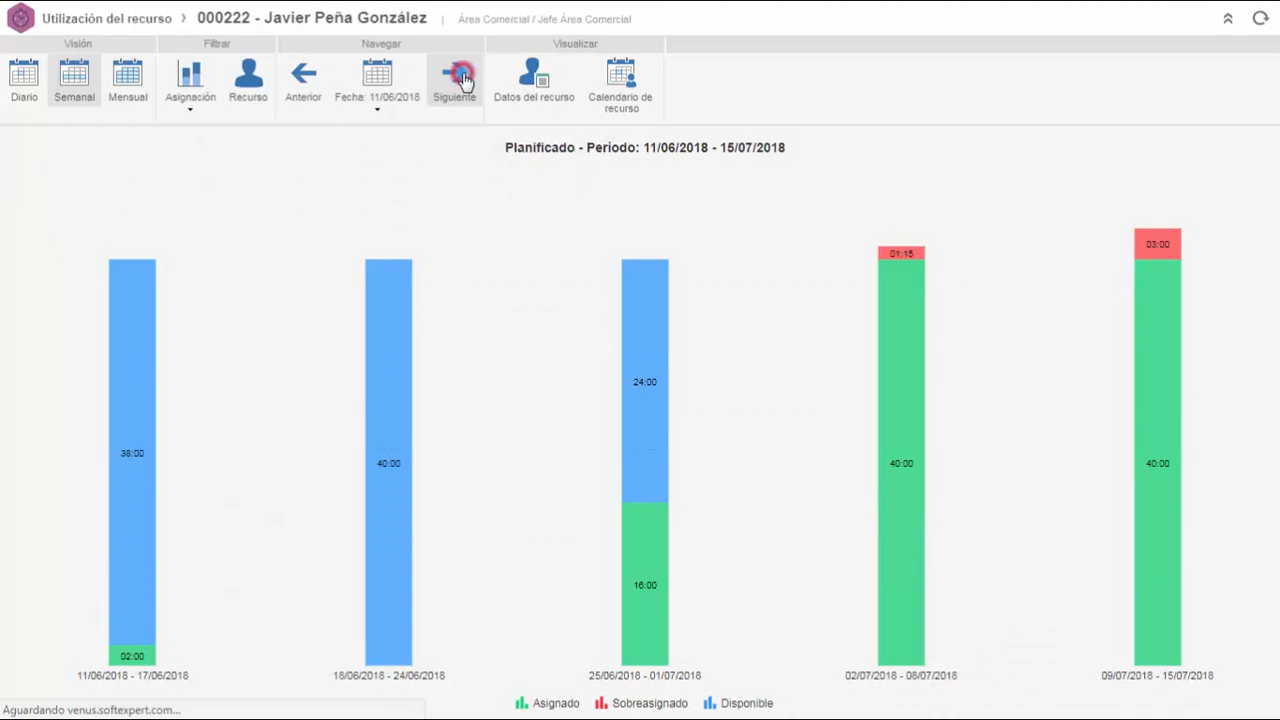 Utilización del recurso › 000222 - Javier Peña González | Área Comercial / Jefe Área Comercial
Visión Filtrar Navegar Visualizar
Diario Semanal Mensual Asignación Recurso Anterior Fecha: 11/06/2018 Siguiente Datos del recurso Calendario de recurso
Planificado - Período: 11/06/2018 - 15/07/2018
03:00
01:15
24:00
38:00 40:00 40:00 40:00
16:00
02:00
11/06/2018 - 17/06/2018 18/06/2018 - 24/06/2018 25/06/2018 - 01/07/2018 02/07/2018 - 08/07/2018 09/07/2018 - 15/07/2018
Asignado Sobreasignado Disponible
Aguardando venus.softexpert.com...